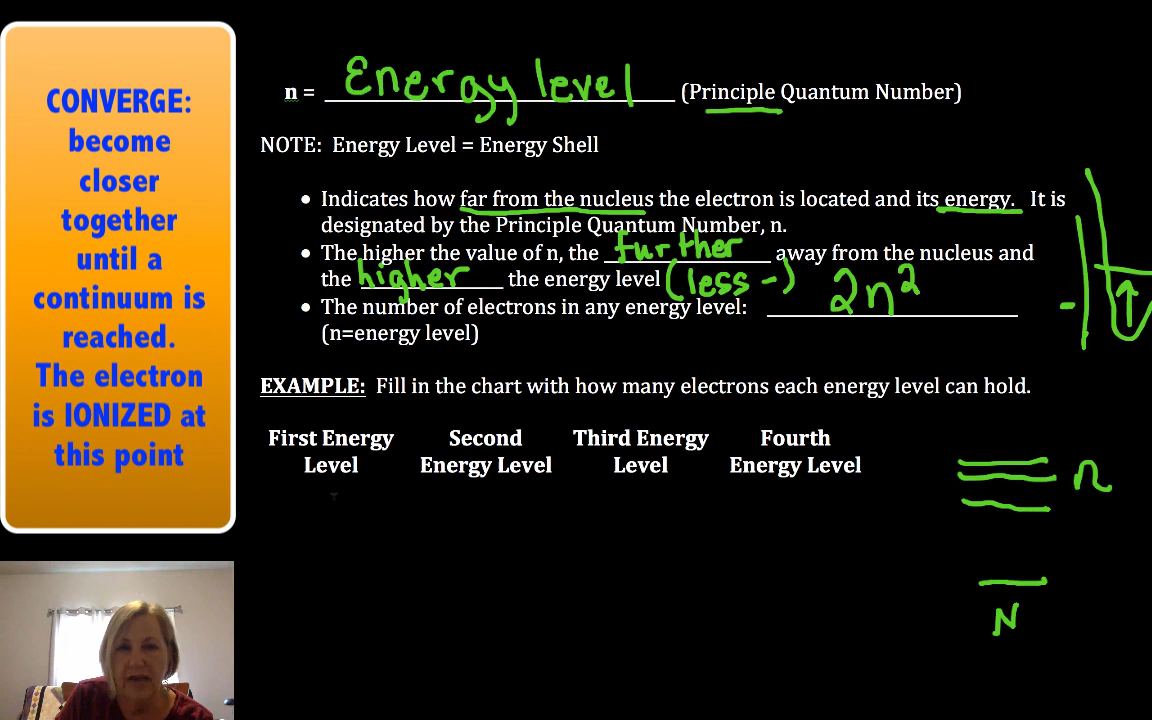 CONVERGE:
become
closer
together
until a
continuum is
reached.
The electron
is IONIZED at
this point
n = Energy level (Principle Quantum Number)
NOTE: Energy Level = Energy Shell
• Indicates how far from the nucleus the electron is located and its energy. It is
designated by the Principle Quantum Number, n.
• The higher the value of n, the further away from the nucleus and
the higher the energy level (less -)
• The number of electrons in any energy level: 2n²
(n=energy level)
-
EXAMPLE: Fill in the chart with how many electrons each energy level can hold.
First Energy Level
Second Energy Level
Third Energy Level
Fourth Energy Level
n
N